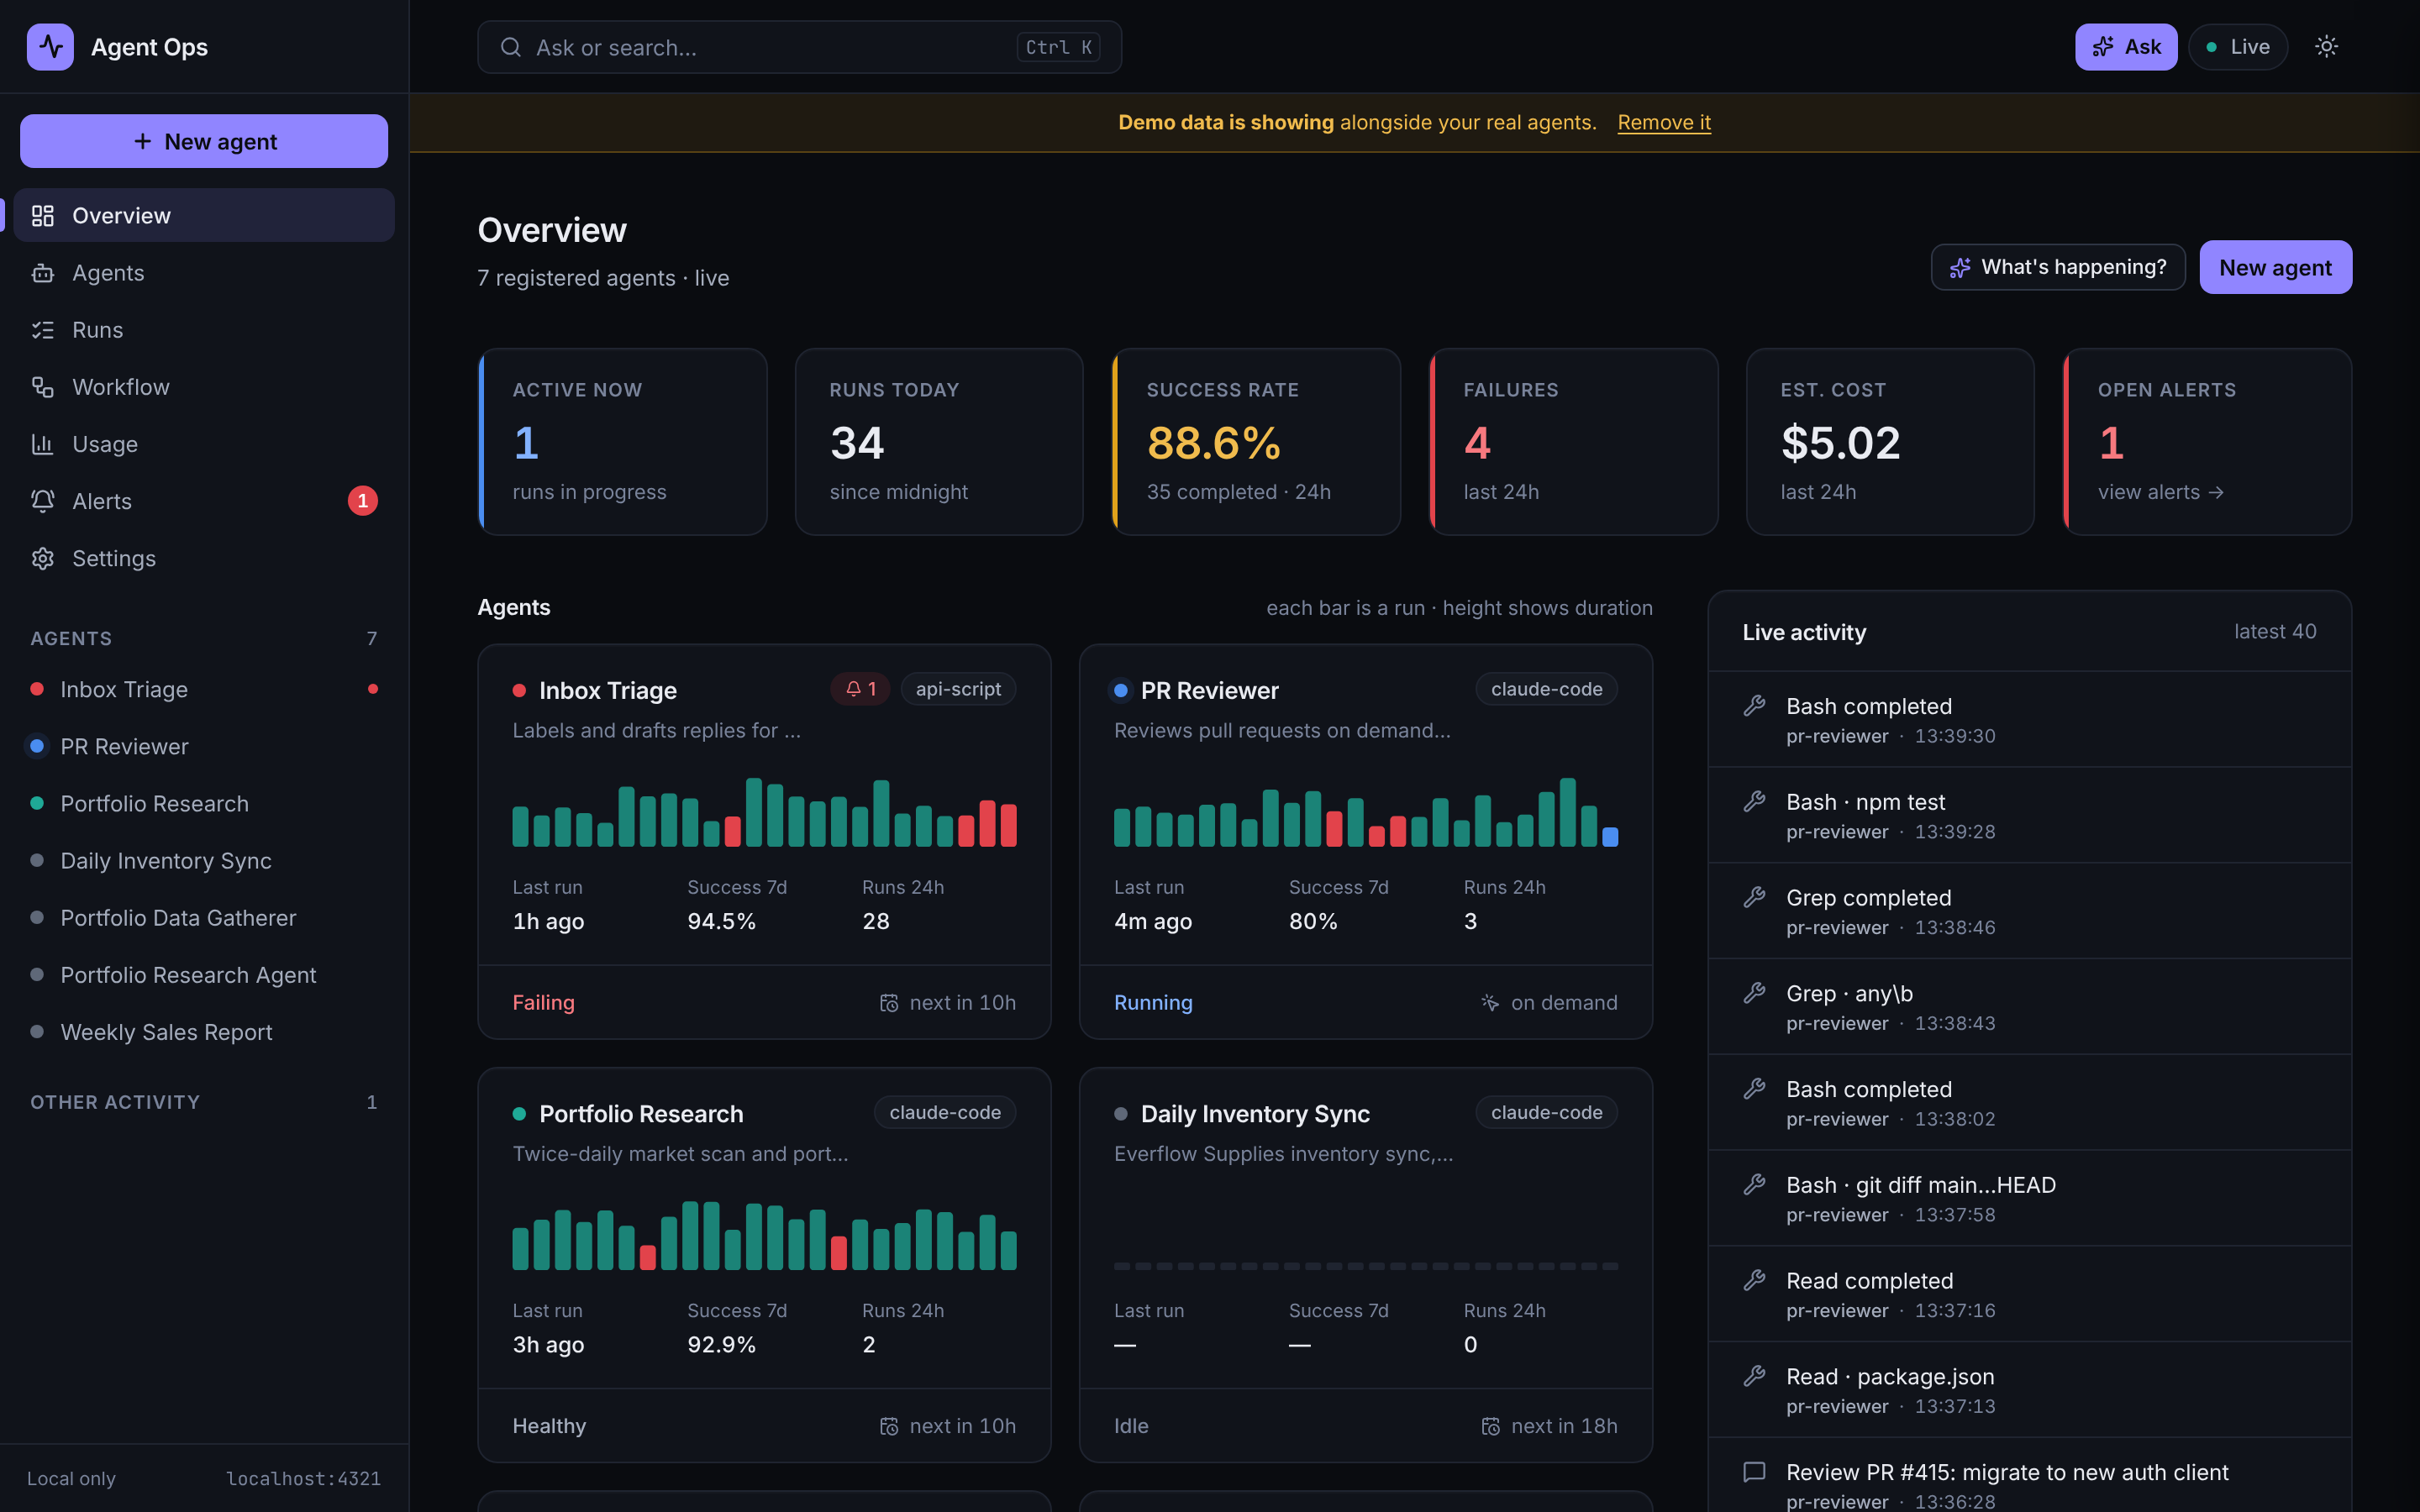 Agent Ops
Ask or search...
Ctrl K
Ask
Live
New agent
Demo data is showing alongside your real agents. Remove it
Overview
Agents
Runs
Workflow
Usage
Alerts
1
Settings
AGENTS
7
Inbox Triage
PR Reviewer
Portfolio Research
Daily Inventory Sync
Portfolio Data Gatherer
Portfolio Research Agent
Weekly Sales Report
OTHER ACTIVITY
1
Local only
localhost:4321
Overview
7 registered agents · live
What's happening?
New agent
ACTIVE NOW
1
runs in progress
RUNS TODAY
34
since midnight
SUCCESS RATE
88.6%
35 completed · 24h
FAILURES
4
last 24h
EST. COST
$5.02
last 24h
OPEN ALERTS
1
view alerts →
Agents
each bar is a run · height shows duration
Inbox Triage
1
api-script
Labels and drafts replies for ...
Last run
Success 7d
Runs 24h
1h ago
94.5%
28
Failing
next in 10h
PR Reviewer
claude-code
Reviews pull requests on demand...
Last run
Success 7d
Runs 24h
4m ago
80%
3
Running
on demand
Portfolio Research
claude-code
Twice-daily market scan and port...
Last run
Success 7d
Runs 24h
3h ago
92.9%
2
Healthy
next in 10h
Daily Inventory Sync
claude-code
Everflow Supplies inventory sync,...
Last run
Success 7d
Runs 24h
—
—
0
Idle
next in 18h
Live activity
latest 40
Bash completed
pr-reviewer · 13:39:30
Bash · npm test
pr-reviewer · 13:39:28
Grep completed
pr-reviewer · 13:38:46
Grep · any\b
pr-reviewer · 13:38:43
Bash completed
pr-reviewer · 13:38:02
Bash · git diff main...HEAD
pr-reviewer · 13:37:58
Read completed
pr-reviewer · 13:37:16
Read · package.json
pr-reviewer · 13:37:13
Review PR #415: migrate to new auth client
pr-reviewer · 13:36:28